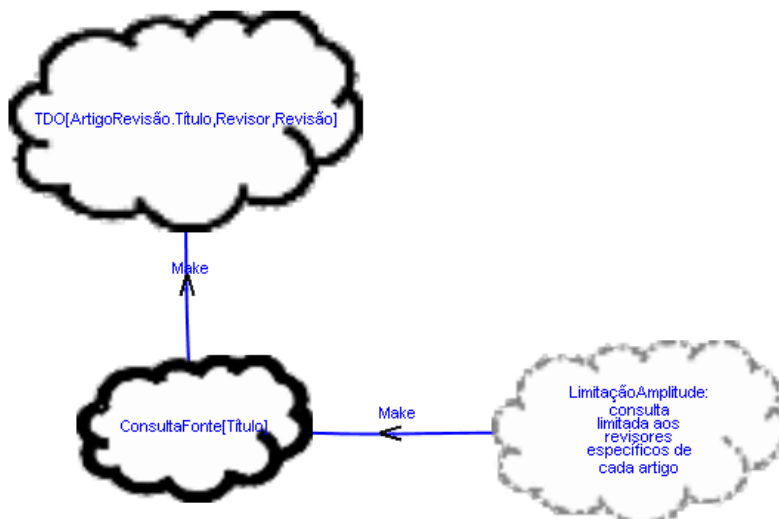 TDO[ArtigoRevisão.Título,Revisor,Revisão]
Make
ConsultaFonte[Título]
Make
LimitaçãoAmplitude:
consulta
limitada aos
revisores
específicos de
cada artigo